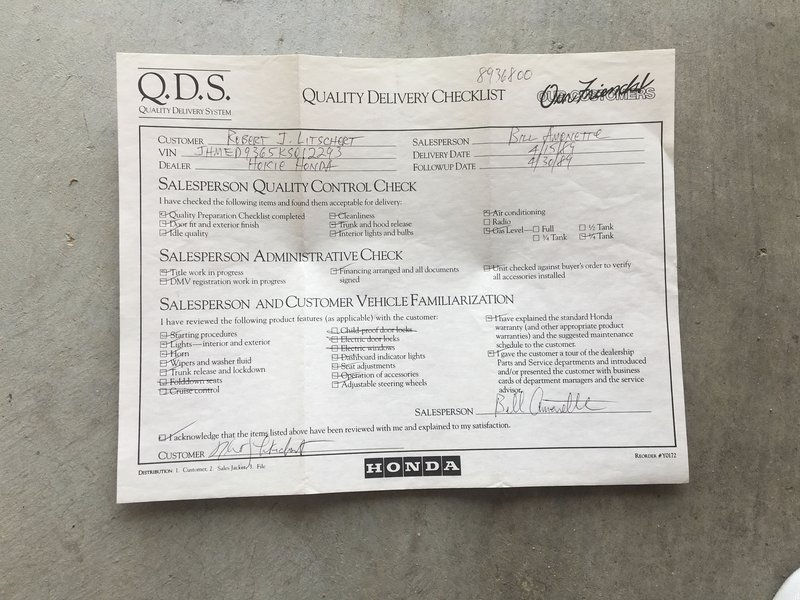 8936800
Q.D.S.
QUALITY DELIVERY SYSTEM
QUALITY DELIVERY CHECKLIST
Our Friends!
OUR CUSTOMERS
CUSTOMER ROBERT J. LITSCHERT
SALESPERSON BILL AMONETTE
VIN JHMED9365KS012293
DELIVERY DATE 4/15/89
DEALER HOKIE HONDA
FOLLOWUP DATE 4/30/89
SALESPERSON QUALITY CONTROL CHECK
I have checked the following items and found them acceptable for delivery:
Quality Preparation Checklist completed
Door fit and exterior finish
Idle quality
Cleanliness
Trunk and hood release
Interior lights and bulbs
Air conditioning
Radio
Gas Level— Full ½ Tank
¼ Tank ¾ Tank
SALESPERSON ADMINISTRATIVE CHECK
Title work in progress
DMV registration work in progress
Financing arranged and all documents
signed
Unit checked against buyer's order to verify
all accessories installed
SALESPERSON AND CUSTOMER VEHICLE FAMILIARIZATION
I have reviewed the following product features (as applicable) with the customer:
Starting procedures
Lights—interior and exterior
Horn
Wipers and washer fluid
Trunk release and lockdown
Folddown seats
Cruise control
Child-proof door locks
Electric door locks
Electric windows
Dashboard indicator lights
Seat adjustments
Operation of accessories
Adjustable steering wheels
I have explained the standard Honda
warranty (and other appropriate product
warranties) and the suggested maintenance
schedule to the customer.
I gave the customer a tour of the dealership
Parts and Service departments and introduced
and/or presented the customer with business
cards of department managers and the service
advisor.
SALESPERSON Bill Amonette
I acknowledge that the items listed above have been reviewed with me and explained to my satisfaction.
CUSTOMER
DISTRIBUTION 1. Customer, 2. Sales Jacket, 3. File
HONDA
REORDER #Y0172